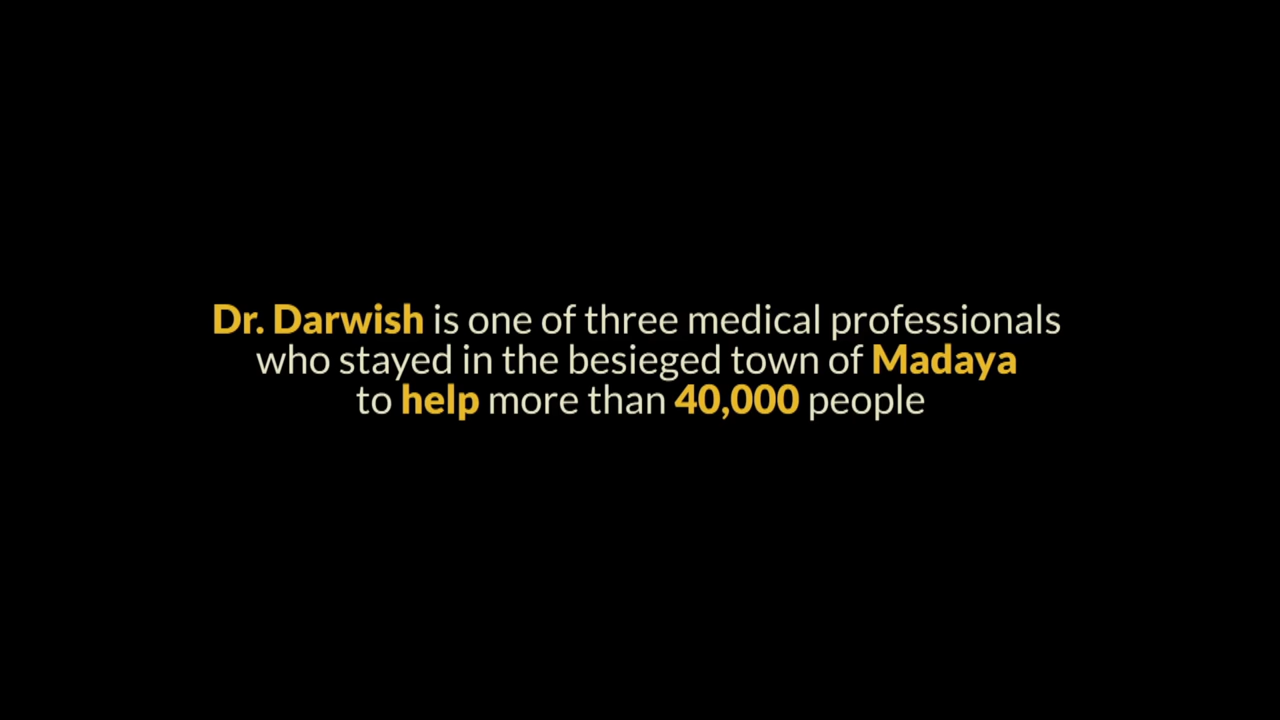 Dr. Darwish is one of three medical professionals
who stayed in the besieged town of Madaya
to help more than 40,000 people